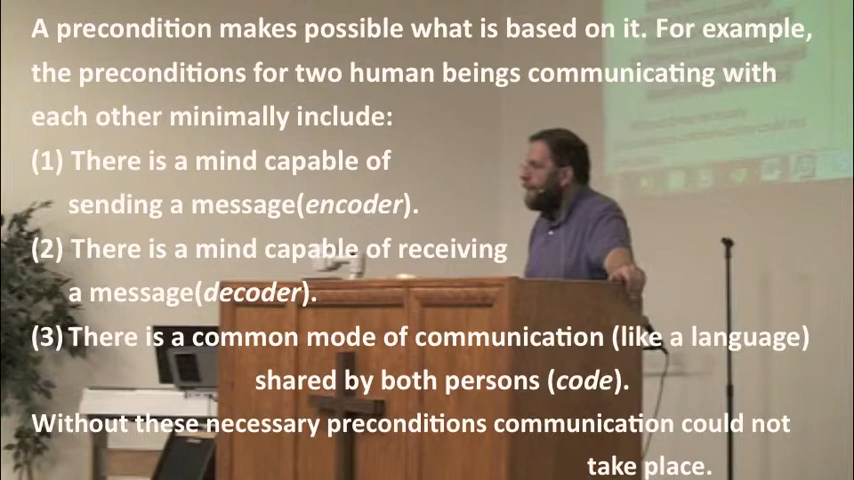 A precondition makes possible what is based on it. For example,
the preconditions for two human beings communicating with
each other minimally include:
(1) There is a mind capable of
sending a message(encoder).
(2) There is a mind capable of receiving
a message(decoder).
(3) There is a common mode of communication (like a language)
shared by both persons (code).
Without these necessary preconditions communication could not
take place.